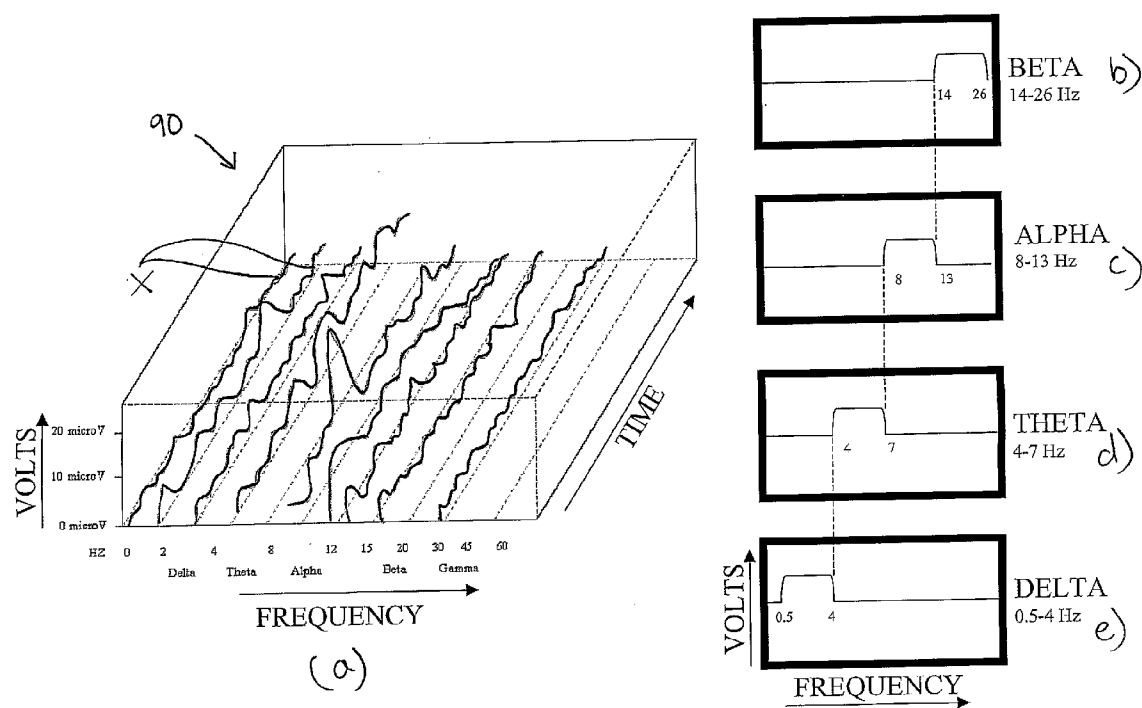 90
X
VOLTS
20 microV
10 microV
0 microV
HZ 0 2 4 8 12 15 20 30 45 60
Delta Theta Alpha Beta Gamma
FREQUENCY
TIME
(a)
14 26
BETA
14-26 Hz
b)
8 13
ALPHA
8-13 Hz
c)
4 7
THETA
4-7 Hz
d)
0.5 4
DELTA
0.5-4 Hz
e)
VOLTS
FREQUENCY